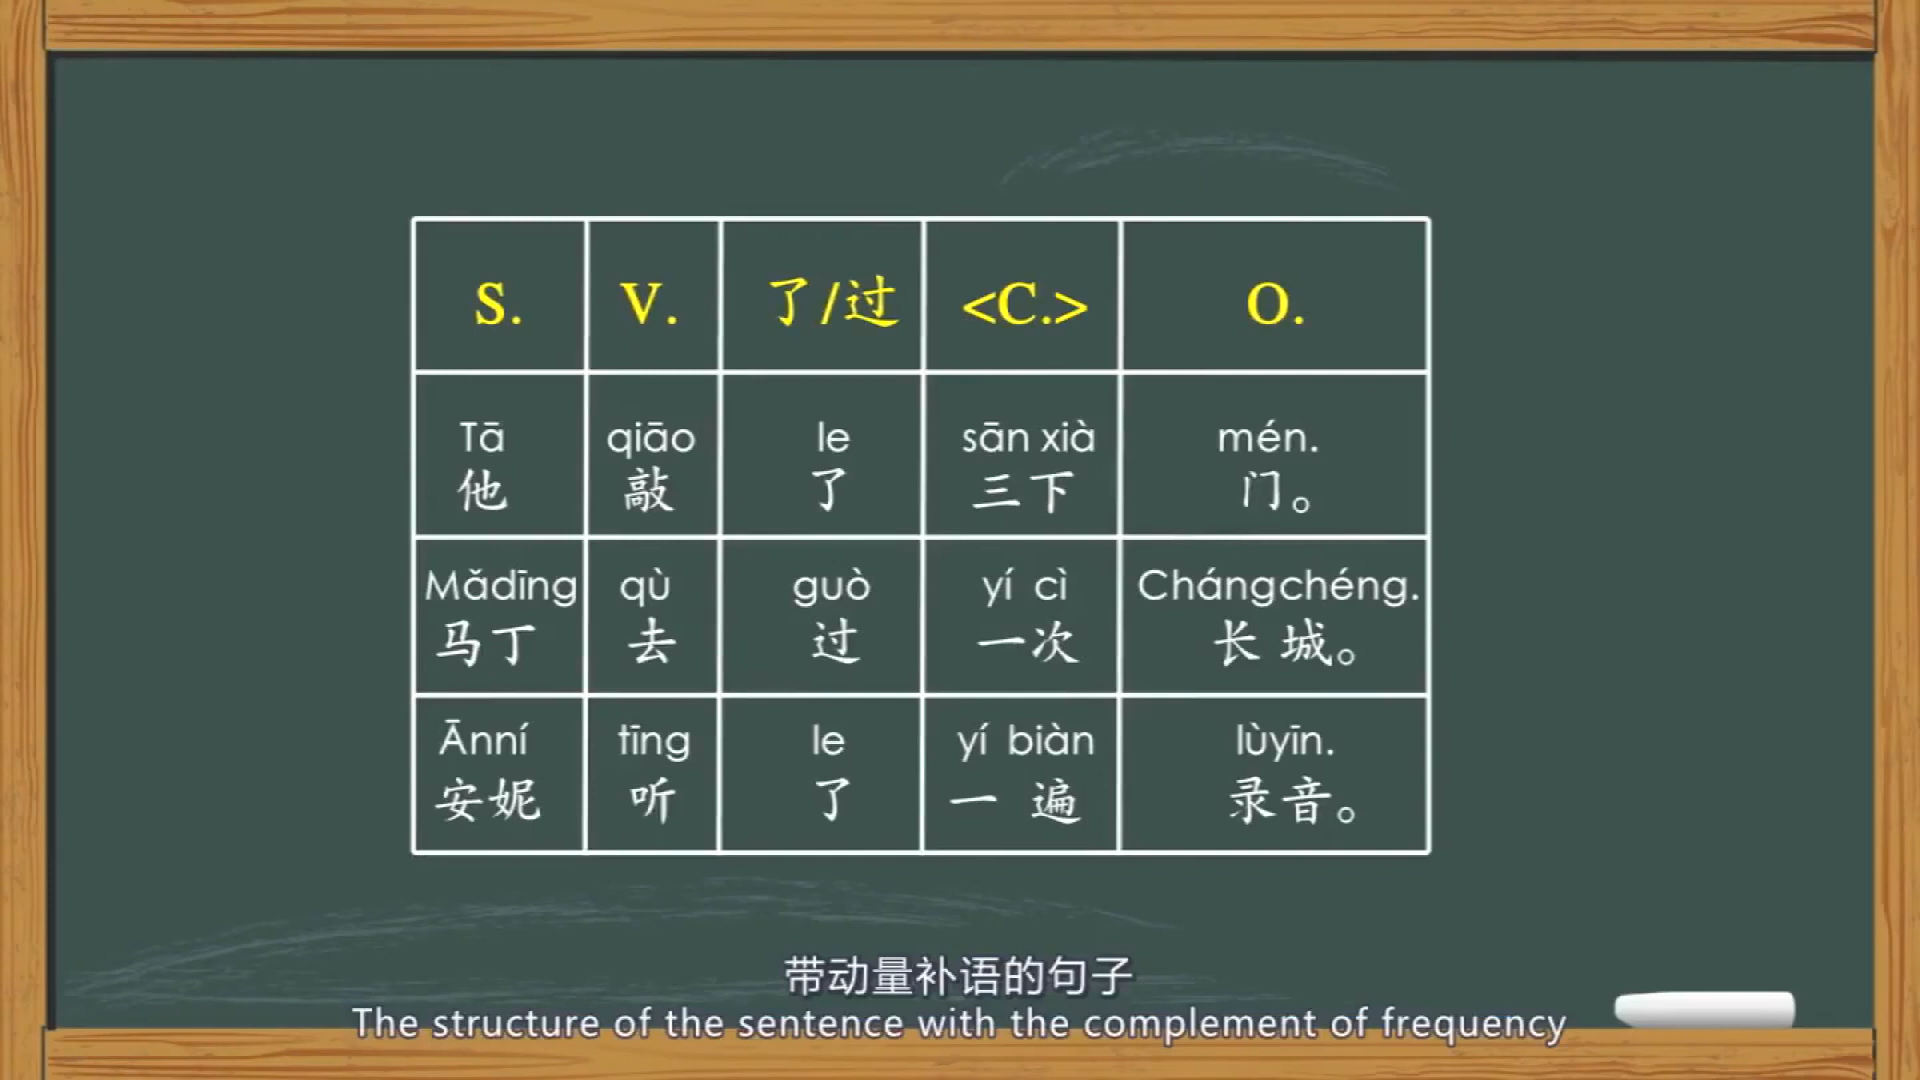 S. V. 了/过 <C.> O.
Tā qiāo le sān xià mén.
他 敲 了 三下 门。
Mǎdīng qù guò yí cì Chángchéng.
马丁 去 过 一次 长城。
Ānní tīng le yí biàn lùyīn.
安妮 听 了 一遍 录音。
带动量补语的句子
The structure of the sentence with the complement of frequency